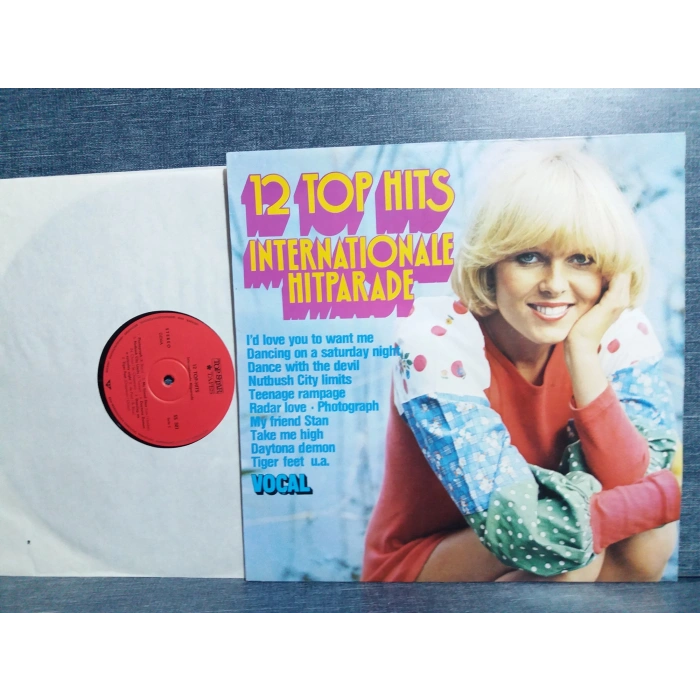 12 TOP HITS
INTERNATIONALE
HITPARADE
I'd love you to want me
Dancing on a saturday night
Dance with the devil
Nutbush City limits
Teenage rampage
Radar love · Photograph
My friend Stan
Take me high
Daytona demon
Tiger feet u.a.
VOCAL
STEREO